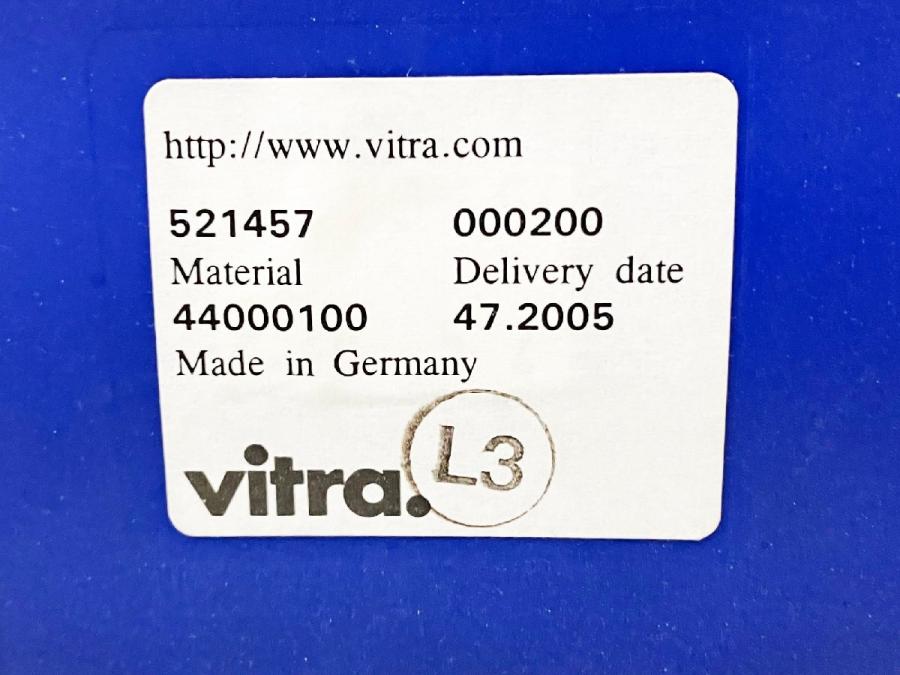 http://www.vitra.com
521457 000200
Material Delivery date
44000100 47.2005
Made in Germany
vitra. L3